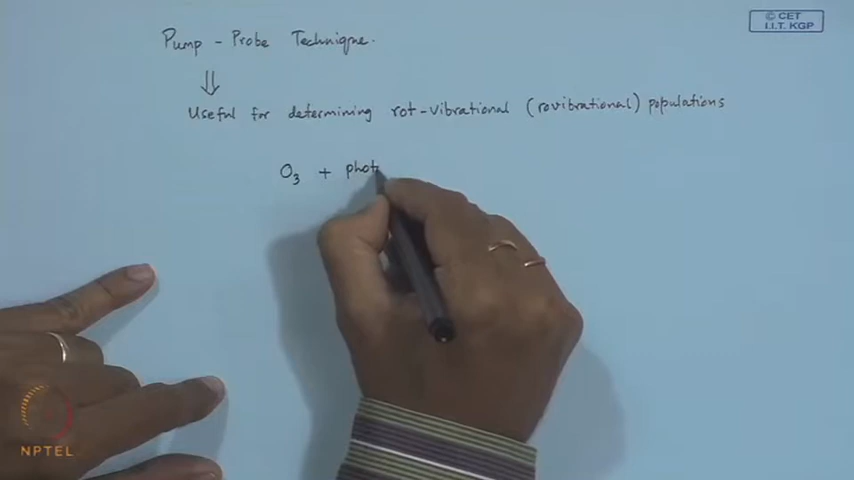 © CET
I.I.T. KGP
Pump - Probe Technique.
Useful for determining rot-vibrational (rovibrational) populations
O3 + phot
NPTEL